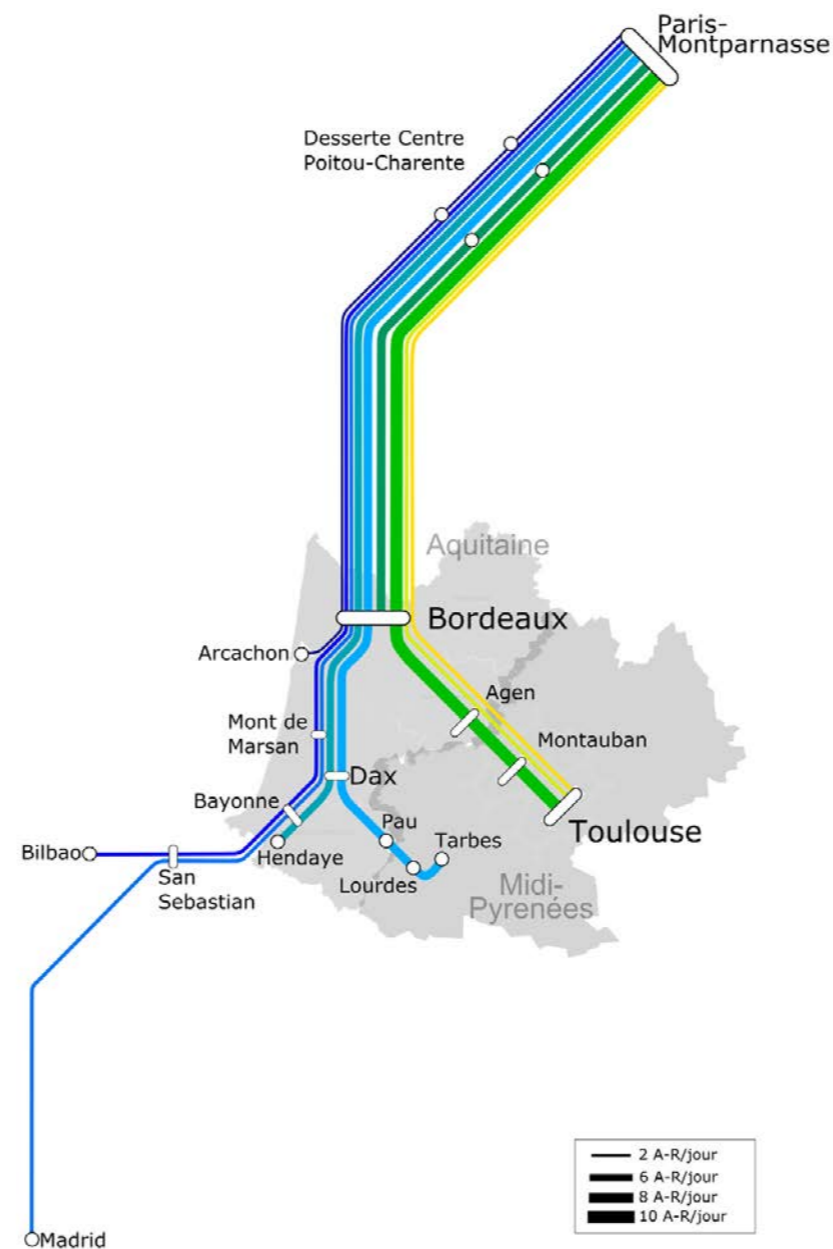 Paris-
Montparnasse
Desserte Centre
Poitou-Charente
Aquitaine
Bordeaux
Arcachon
Agen
Mont de
Marsan
Montauban
Dax
Bayonne
Pau
Tarbes
Toulouse
Bilbao
Hendaye
Lourdes
San
Sebastian
Midi-
Pyrenées
2 A-R/jour
6 A-R/jour
8 A-R/jour
10 A-R/jour
Madrid